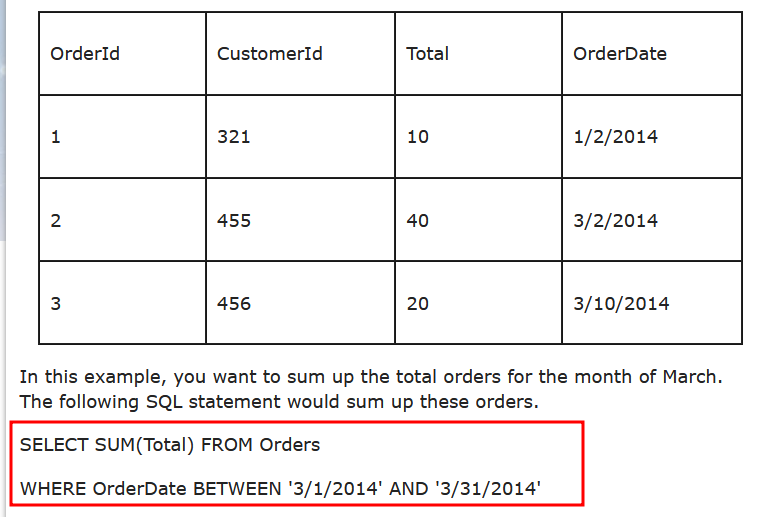 OrderId CustomerId Total OrderDate
1 321 10 1/2/2014
2 455 40 3/2/2014
3 456 20 3/10/2014
In this example, you want to sum up the total orders for the month of March.
The following SQL statement would sum up these orders.
SELECT SUM(Total) FROM Orders
WHERE OrderDate BETWEEN '3/1/2014' AND '3/31/2014'